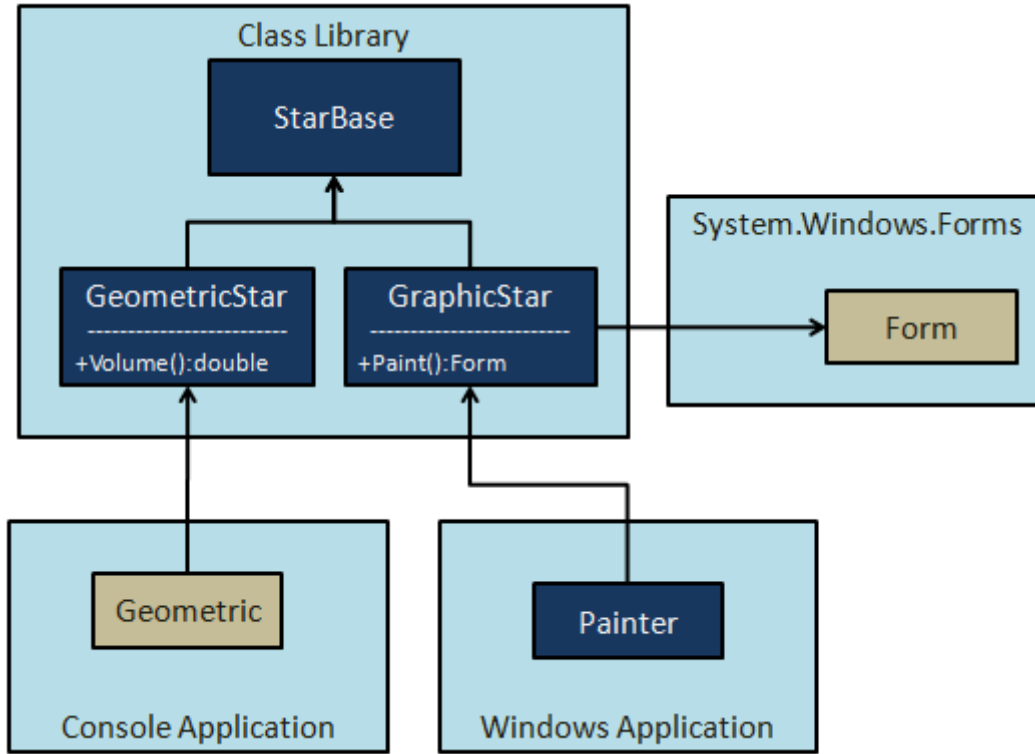 Class Library
StarBase
System.Windows.Forms
GeometricStar
-------------------------
+Volume():double
GraphicStar
-------------------------
+Paint():Form
Form
Geometric
Console Application
Painter
Windows Application